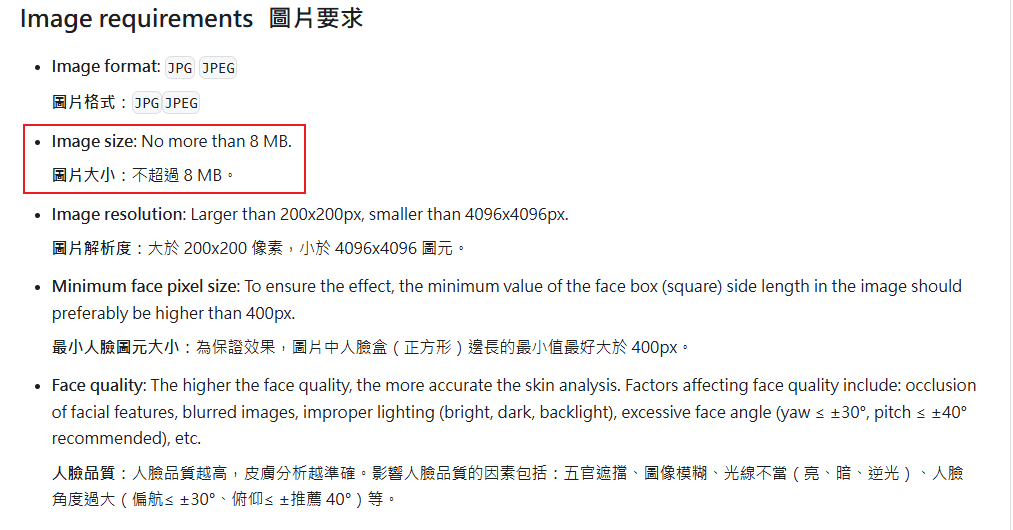 Image requirements 圖片要求
Image format: JPG JPEG
圖片格式：JPG JPEG
Image size: No more than 8 MB.
圖片大小：不超過 8 MB。
Image resolution: Larger than 200x200px, smaller than 4096x4096px.
圖片解析度：大於 200x200 像素，小於 4096x4096 圖元。
Minimum face pixel size: To ensure the effect, the minimum value of the face box (square) side length in the image should
preferably be higher than 400px.
最小人臉圖元大小：為保證效果，圖片中人臉盒（正方形）邊長的最小值最好大於 400px。
Face quality: The higher the face quality, the more accurate the skin analysis. Factors affecting face quality include: occlusion
of facial features, blurred images, improper lighting (bright, dark, backlight), excessive face angle (yaw ≤ ±30°, pitch ≤ ±40°
recommended), etc.
人臉品質：人臉品質越高，皮膚分析越準確。影響人臉品質的因素包括：五官遮擋、圖像模糊、光線不當（亮、暗、逆光）、人臉
角度過大（偏航≤ ±30°、俯仰≤ ±推薦 40°）等。